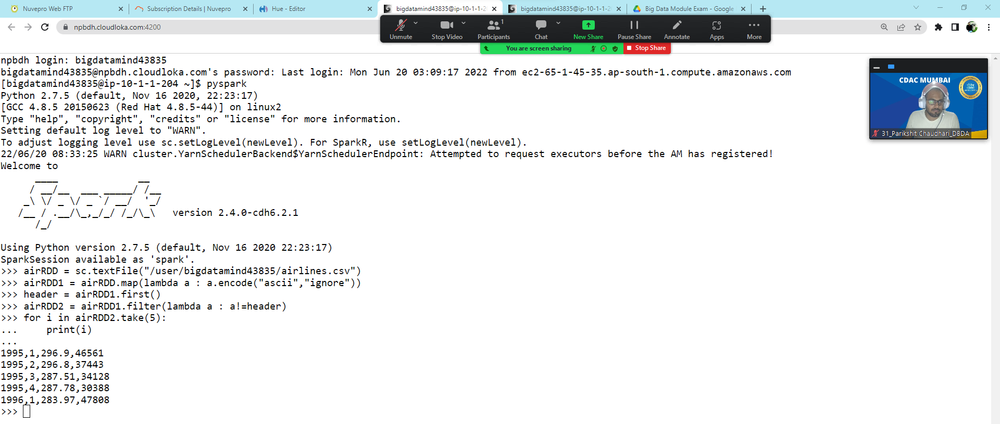 Nuvepro Web FTP
Subscription Details | Nuvepro
Hue - Editor
bigdatamind43835@ip-10-1-1-2
bigdatamind43835@ip-10-1-1-2
Big Data Module Exam - Google
npbdh.cloudloka.com:4200
Unmute
Stop Video
1
Participants
Chat
New Share
Pause Share
Annotate
Apps
More
You are screen sharing
Stop Share
npbdh login: bigdatamind43835
bigdatamind43835@npbdh.cloudloka.com's password: Last login: Mon Jun 20 03:09:17 2022 from ec2-65-1-45-35.ap-south-1.compute.amazonaws.com
[bigdatamind43835@ip-10-1-1-204 ~]$ pyspark
Python 2.7.5 (default, Nov 16 2020, 22:23:17)
[GCC 4.8.5 20150623 (Red Hat 4.8.5-44)] on linux2
Type "help", "copyright", "credits" or "license" for more information.
Setting default log level to "WARN".
To adjust logging level use sc.setLogLevel(newLevel). For SparkR, use setLogLevel(newLevel).
22/06/20 08:33:25 WARN cluster.YarnSchedulerBackend$YarnSchedulerEndpoint: Attempted to request executors before the AM has registered!
Welcome to
      ____              __
     / __/__  ___ _____/ /__
    _\ \/ _ \/ _ `/ __/  '_/
   /__ / .__/\_,_/_/ /_/\_\   version 2.4.0-cdh6.2.1
      /_/
Using Python version 2.7.5 (default, Nov 16 2020 22:23:17)
SparkSession available as 'spark'.
>>> airRDD = sc.textFile("/user/bigdatamind43835/airlines.csv")
>>> airRDD1 = airRDD.map(lambda a : a.encode("ascii","ignore"))
>>> header = airRDD1.first()
>>> airRDD2 = airRDD1.filter(lambda a : a!=header)
>>> for i in airRDD2.take(5):
...     print(i)
...
1995,1,296.9,46561
1995,2,296.8,37443
1995,3,287.51,34128
1995,4,287.78,30388
1996,1,283.97,47808
>>>
CDAC MUMBAI
31_Parikshit Chaudhari_DBDA